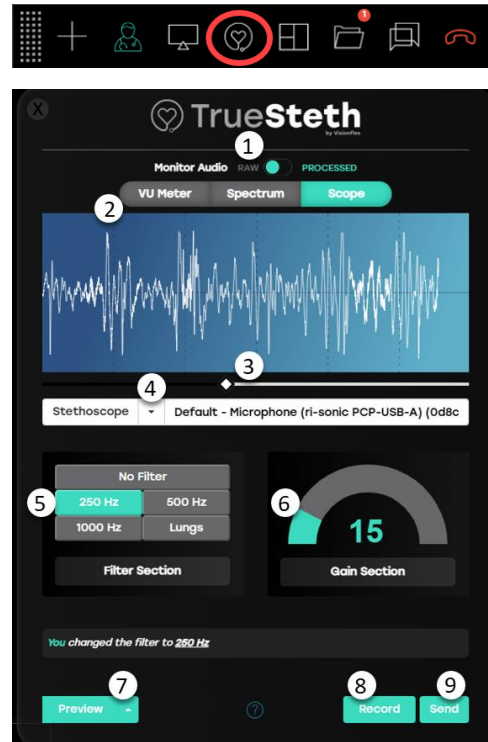 1
X
TrueSteth
by Visionflex
1
Monitor Audio RAW PROCESSED
2
VU Meter Spectrum Scope
3
4
Stethoscope Default - Microphone (ri-sonic PCP-USB-A) (0d8c
No Filter
5
250 Hz 500 Hz
6
15
1000 Hz Lungs
Filter Section
Gain Section
You changed the filter to 250 Hz
7
8
9
Preview ? Record Send